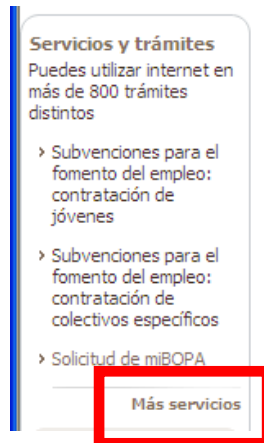 Servicios y trámites
Puedes utilizar internet en
más de 800 trámites
distintos
› Subvenciones para el
fomento del empleo:
contratación de
jóvenes
› Subvenciones para el
fomento del empleo:
contratación de
colectivos específicos
› Solicitud de miBOPA
Más servicios